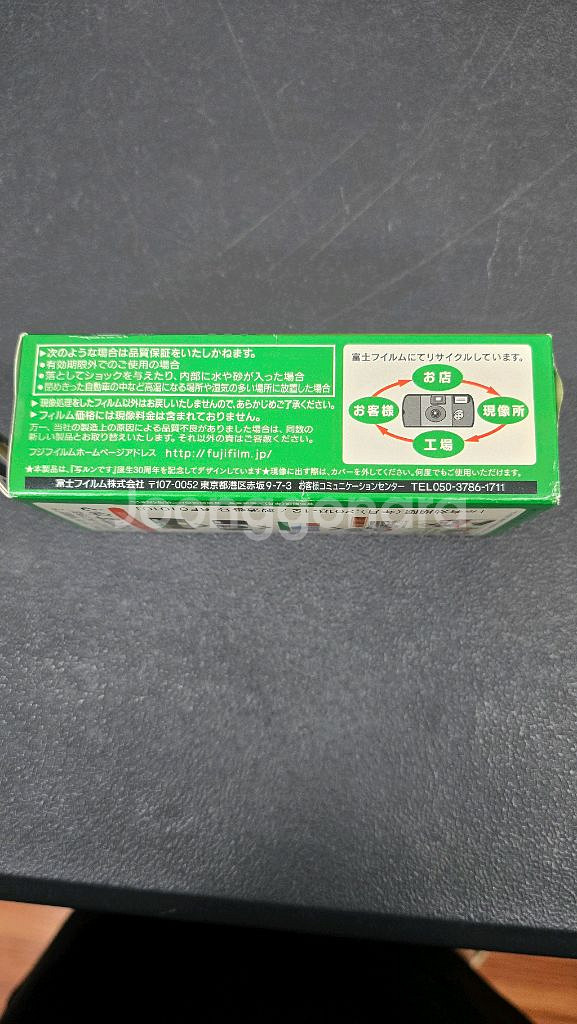 ▶次のような場合は品質保証をいたしかねます。
●有効期限外でのご使用の場合
●落としてショックを与えたり、内部に水や砂が入った場合
●閉めきった自動車の中など高温になる場所や湿気の多い場所に放置した場合
▶現像処理をしたフィルム以外はお戻しいたしませんので、あらかじめご了承ください。
▶フィルム価格には現像料金は含まれておりません。
万一、当社の製造上の原因による品質不良がありました場合は、同数の
新しい製品とお取り替えいたします。それ以外の責はご容赦ください。
フジフイルムホームページアドレス http://fujifilm.jp/
富士フイルムにてリサイクルしています。
お店
お客様
現像所
工場
★本製品は、「写ルンです」誕生30周年を記念してデザインしています★現像に出す際は、カバーを外してください。何度でもご使用いただけます。
富士フイルム株式会社 〒107-0052 東京都港区赤坂9-7-3 お客様コミュニケーションセンター TEL050-3786-1711